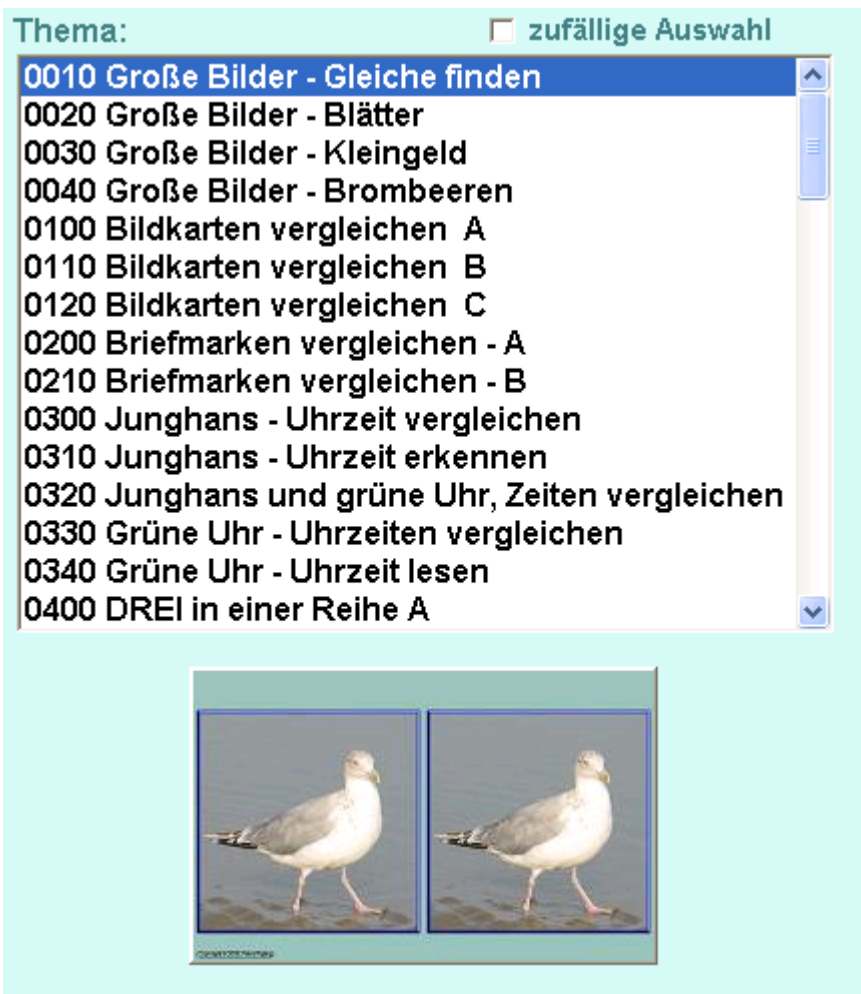 Thema:
zufällige Auswahl
0010 Große Bilder - Gleiche finden
0020 Große Bilder - Blätter
0030 Große Bilder - Kleingeld
0040 Große Bilder - Brombeeren
0100 Bildkarten vergleichen  A
0110 Bildkarten vergleichen  B
0120 Bildkarten vergleichen  C
0200 Briefmarken vergleichen - A
0210 Briefmarken vergleichen - B
0300 Junghans - Uhrzeit vergleichen
0310 Junghans - Uhrzeit erkennen
0320 Junghans und grüne Uhr, Zeiten vergleichen
0330 Grüne Uhr - Uhrzeiten vergleichen
0340 Grüne Uhr - Uhrzeit lesen
0400 DREI in einer Reihe A